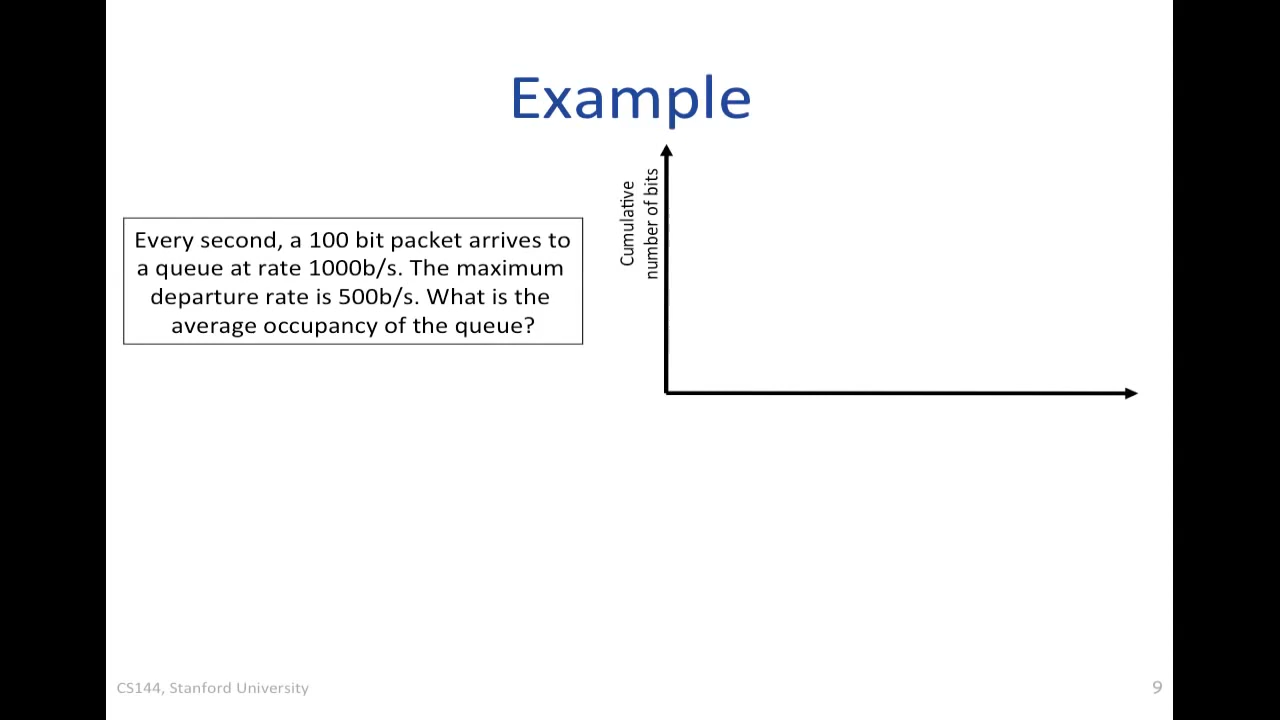 Example
Every second, a 100 bit packet arrives to
a queue at rate 1000b/s. The maximum
departure rate is 500b/s. What is the
average occupancy of the queue?
Cumulative
number of bits
CS144, Stanford University
9